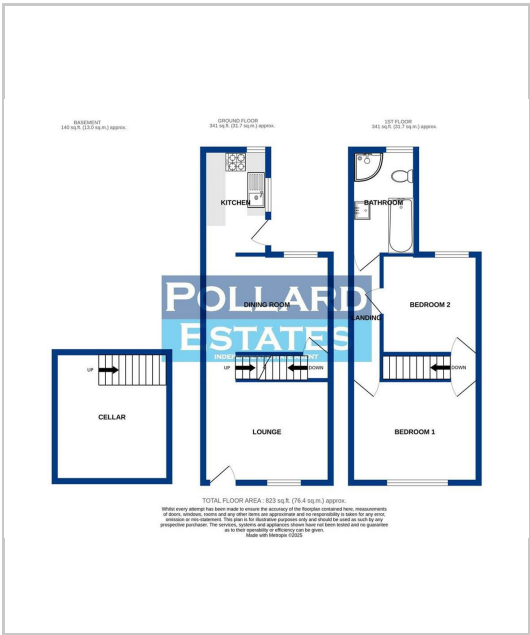 BASEMENT
140 sq.ft. (13.0 sq.m.) approx.
GROUND FLOOR
341 sq.ft. (31.7 sq.m.) approx.
1ST FLOOR
341 sq.ft. (31.7 sq.m.) approx.
KITCHEN
BATHROOM
POLLARD
ESTATES
DINING ROOM
BEDROOM 2
LANDING
UP
CELLAR
UP
DOWN
DOWN
LOUNGE
BEDROOM 1
TOTAL FLOOR AREA : 823 sq.ft. (76.4 sq.m.) approx.
Whilst every attempt has been made to ensure the accuracy of the floorplan contained here, measurements
of doors, windows, rooms and any other items are approximate and no responsibility is taken for any error,
omission or mis-statement. This plan is for illustrative purposes only and should be used as such by any
prospective purchaser. The services, systems and appliances shown have not been tested and no guarantee
as to their operability or efficiency can be given.
Made with Metropix ©2025